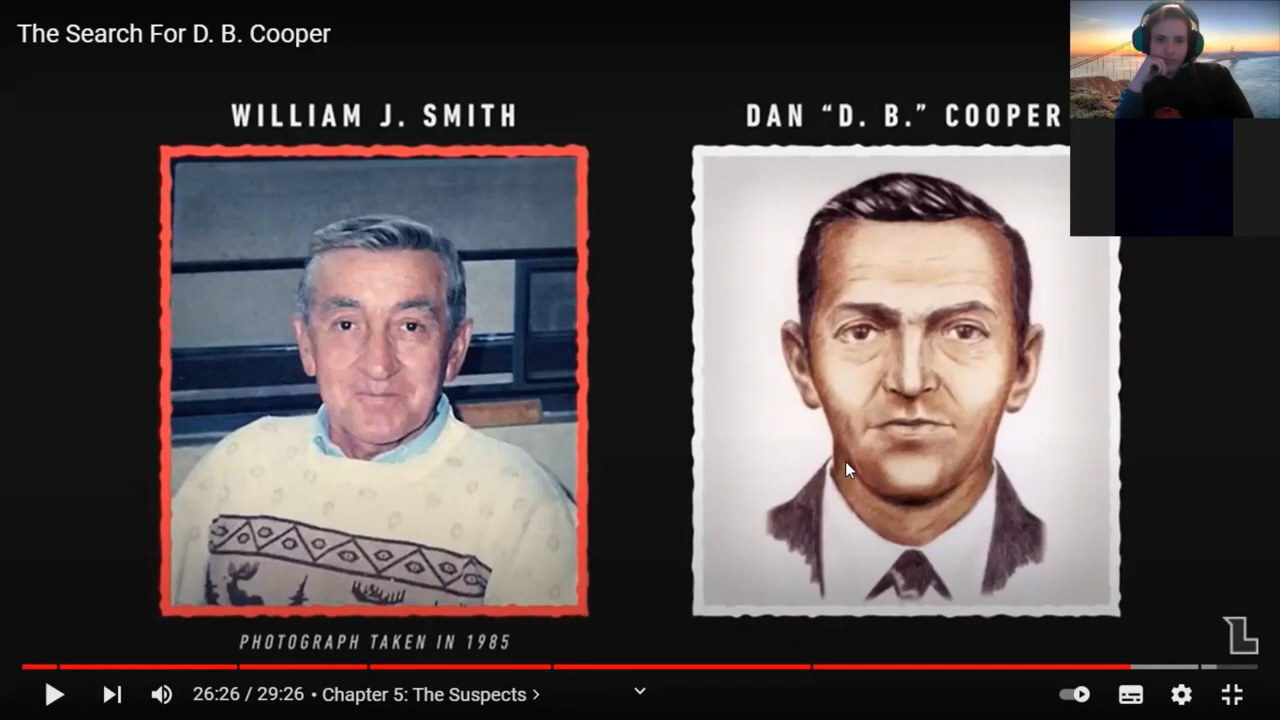 The Search For D. B. Cooper
WILLIAM J. SMITH
DAN “D. B.” COOPER
PHOTOGRAPH TAKEN IN 1985
26:26 / 29:26 • Chapter 5: The Suspects >